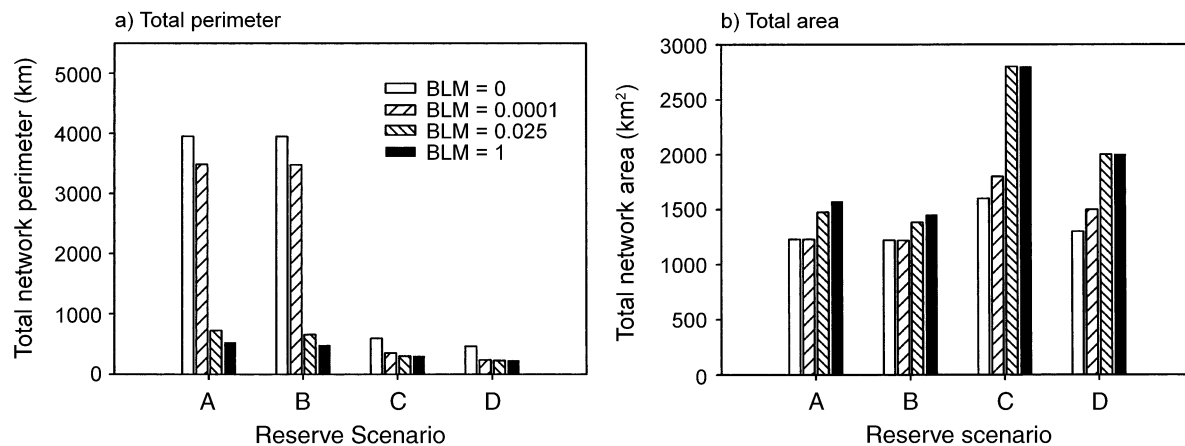 a) Total perimeter
Total network perimeter (km)
5000
4000
3000
2000
1000
0
BLM = 0
BLM = 0.0001
BLM = 0.025
BLM = 1
A B C D
Reserve Scenario
b) Total area
Total network area (km²)
3000
2500
2000
1500
1000
500
0
A B C D
Reserve scenario